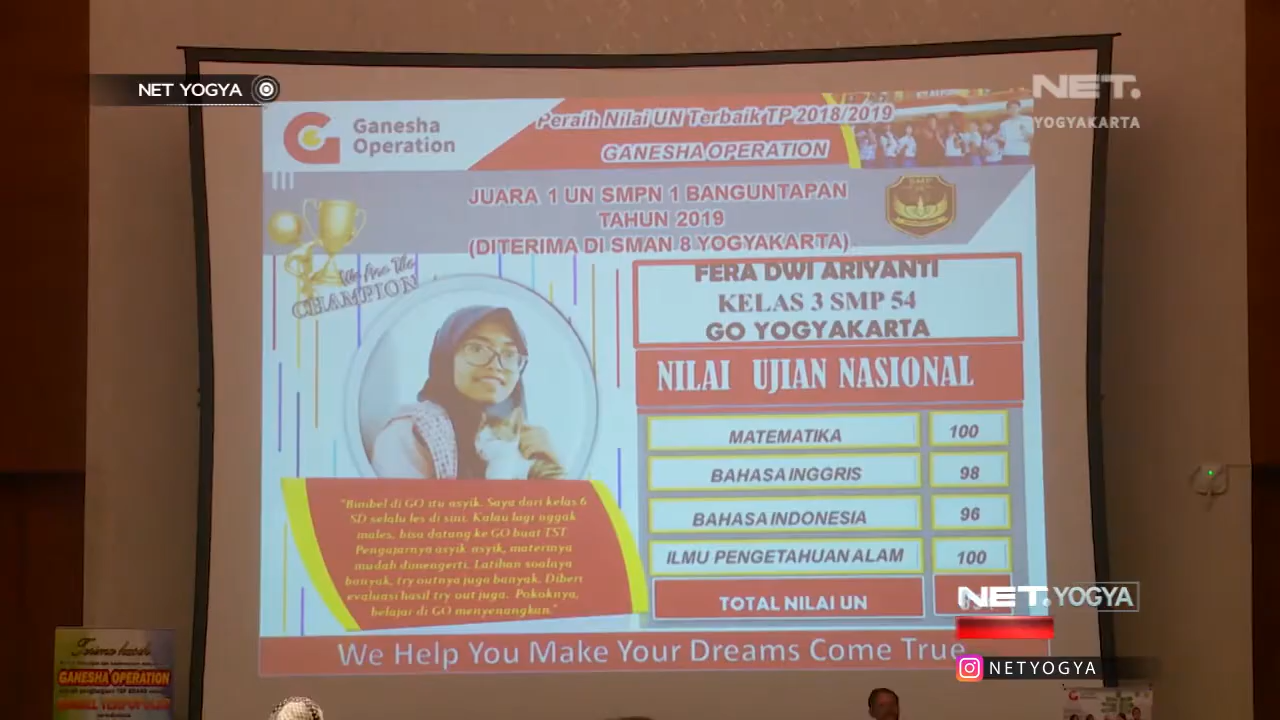 NET YOGYA
NET.
YOGYAKARTA
Ganesha
Operation
Peraih Nilai UN Terbaik TP 2018/2019
GANESHA OPERATION
JUARA 1 UN SMPN 1 BANGUNTAPAN
TAHUN 2019
(DITERIMA DI SMAN 8 YOGYAKARTA)
We Are The
CHAMPION
FERA DWI ARIYANTI
KELAS 3 SMP 54
GO YOGYAKARTA
NILAI UJIAN NASIONAL
MATEMATIKA 100
BAHASA INGGRIS 98
BAHASA INDONESIA 96
ILMU PENGETAHUAN ALAM 100
TOTAL NILAI UN
"Bimbel di GO itu asyik. Saya dari kelas 6
SD selalu les di sini. Kalau lagi nggak
males, bisa datang ke GO buat TST.
Pengajarnya asyik asyik, materinya
mudah dimengerti. Latihan soalnya
banyak, try outnya juga banyak. Diberi
evaluasi hasil try out juga. Pokoknya,
belajar di GO menyenangkan."
We Help You Make Your Dreams Come True
NET. YOGYA
NETYOGYA
Terima kasih
GANESHA OPERATION